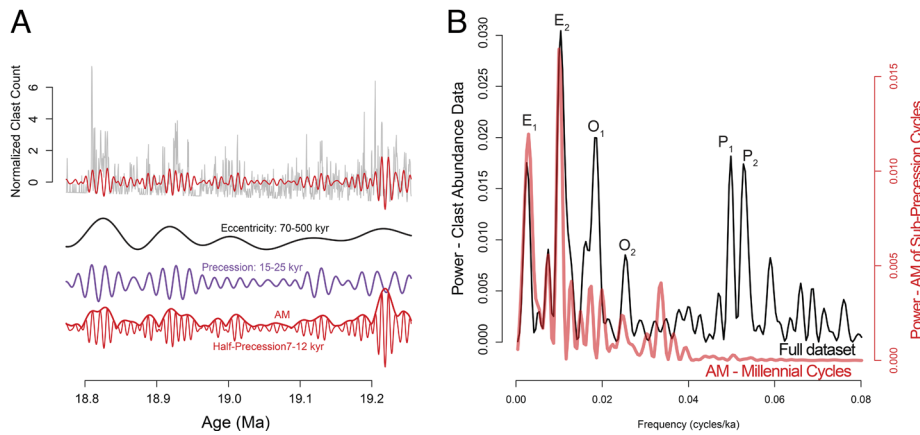 A
Normalized Clast Count
6
4
2
0
Eccentricity: 70-500 kyr
Precession: 15-25 kyr
AM
Half-Precession7-12 kyr
18.8 18.9 19.0 19.1 19.2
Age (Ma)
B
Power - Clast Abundance Data
0.030
0.025
0.020
0.015
0.010
0.005
0.000
E2
E1
O1
O2
P1 P2
Full dataset
AM - Millennial Cycles
0.00 0.02 0.04 0.06 0.08
Frequency (cycles/ka)
0.015
0.010
0.005
0.000
Power - AM of Sub-Precession Cycles